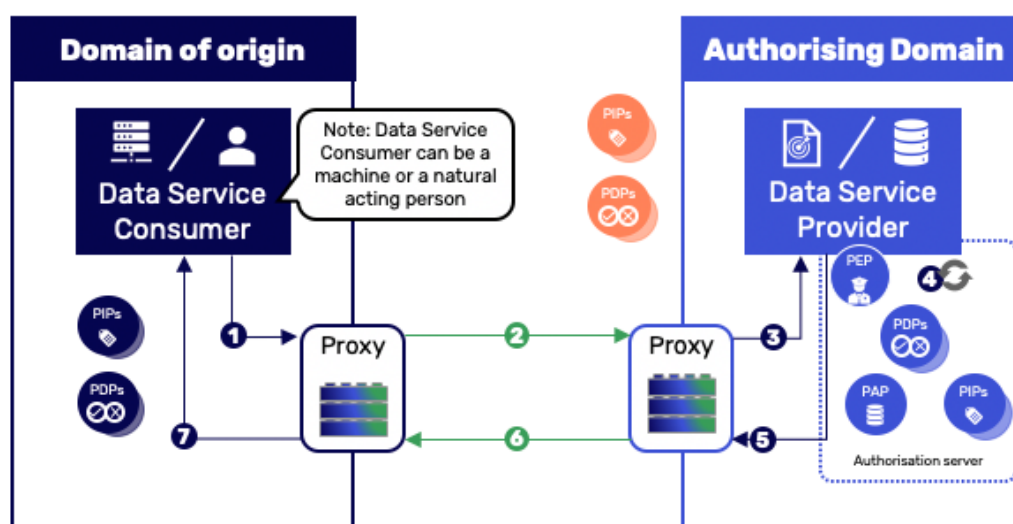 Domain of origin
Authorising Domain
Data Service
Consumer
Note: Data Service
Consumer can be a
machine or a natural
acting person
PIPs
PDPs
Data Service
Provider
PEP
4
PIPs
PDPs
1
Proxy
2
Proxy
3
PDPs
PAP
PIPs
7
6
5
Authorisation server